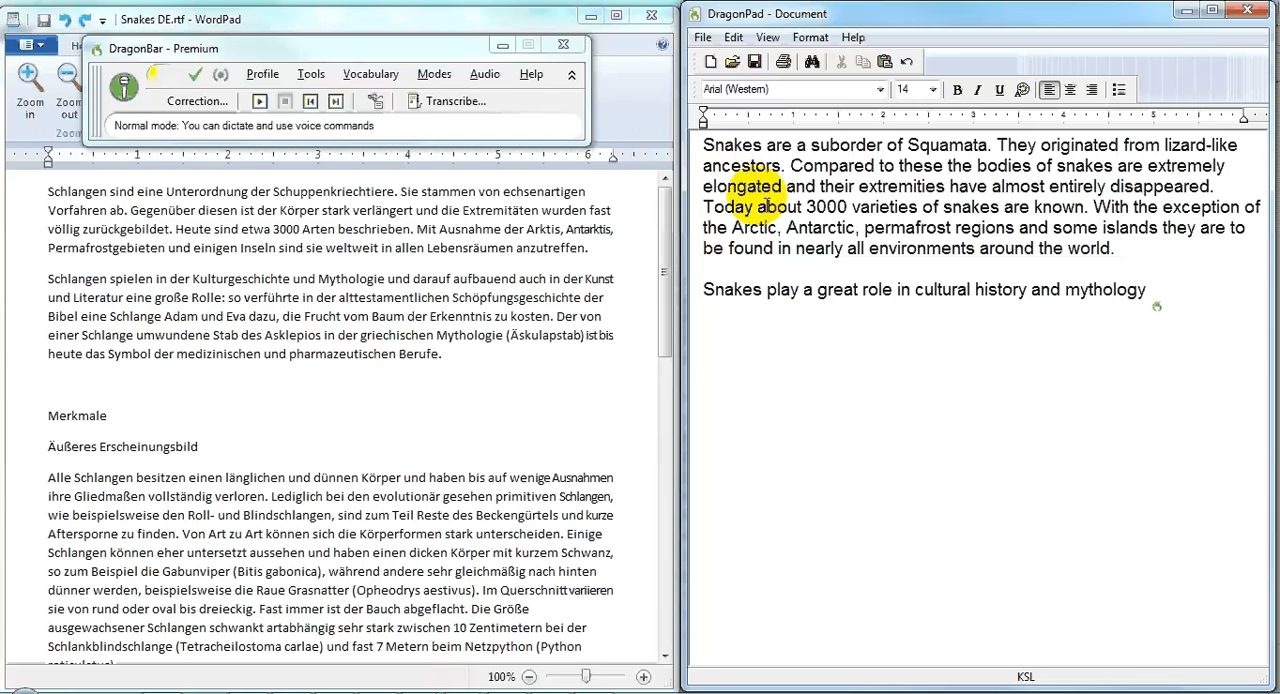 Snakes DE.rtf - WordPad
DragonBar - Premium
Profile Tools Vocabulary Modes Audio Help
Correction... Transcribe...
Normal mode: You can dictate and use voice commands
Zoom in
Zoom out
1 2 3 4 5 6
Schlangen sind eine Unterordnung der Schuppenkriechtiere. Sie stammen von echsenartigen
Vorfahren ab. Gegenüber diesen ist der Körper stark verlängert und die Extremitäten wurden fast
völlig zurückgebildet. Heute sind etwa 3000 Arten beschrieben. Mit Ausnahme der Arktis, Antarktis,
Permafrostgebieten und einigen Inseln sind sie weltweit in allen Lebensräumen anzutreffen.
Schlangen spielen in der Kulturgeschichte und Mythologie und darauf aufbauend auch in der Kunst
und Literatur eine große Rolle: so verführte in der alttestamentlichen Schöpfungsgeschichte der
Bibel eine Schlange Adam und Eva dazu, die Frucht vom Baum der Erkenntnis zu kosten. Der von
einer Schlange umwundene Stab des Asklepios in der griechischen Mythologie (Äskulapstab) ist bis
heute das Symbol der medizinischen und pharmazeutischen Berufe.
Merkmale
Äußeres Erscheinungsbild
Alle Schlangen besitzen einen länglichen und dünnen Körper und haben bis auf wenige Ausnahmen
ihre Gliedmaßen vollständig verloren. Lediglich bei den evolutionär gesehen primitiven Schlangen,
wie beispielsweise den Roll- und Blindschlangen, sind zum Teil Reste des Beckengürtels und kurze
Aftersporne zu finden. Von Art zu Art können sich die Körperformen stark unterscheiden. Einige
Schlangen können eher untersetzt aussehen und haben einen dicken Körper mit kurzem Schwanz,
so zum Beispiel die Gabunviper (Bitis gabonica), während andere sehr gleichmäßig nach hinten
dünner werden, beispielsweise die Raue Grasnatter (Opheodrys aestivus). Im Querschnitt variieren
sie von rund oder oval bis dreieckig. Fast immer ist der Bauch abgeflacht. Die Größe
ausgewachsener Schlangen schwankt artabhängig sehr stark zwischen 10 Zentimetern bei der
Schlankblindschlange (Tetracheilostoma carlae) und fast 7 Metern beim Netzpython (Python
100%
DragonPad - Document
File Edit View Format Help
Arial (Western) 14 B I U
1 2 3 4 5
Snakes are a suborder of Squamata. They originated from lizard-like
ancestors. Compared to these the bodies of snakes are extremely
elongated and their extremities have almost entirely disappeared.
Today about 3000 varieties of snakes are known. With the exception of
the Arctic, Antarctic, permafrost regions and some islands they are to
be found in nearly all environments around the world.
Snakes play a great role in cultural history and mythology
KSL